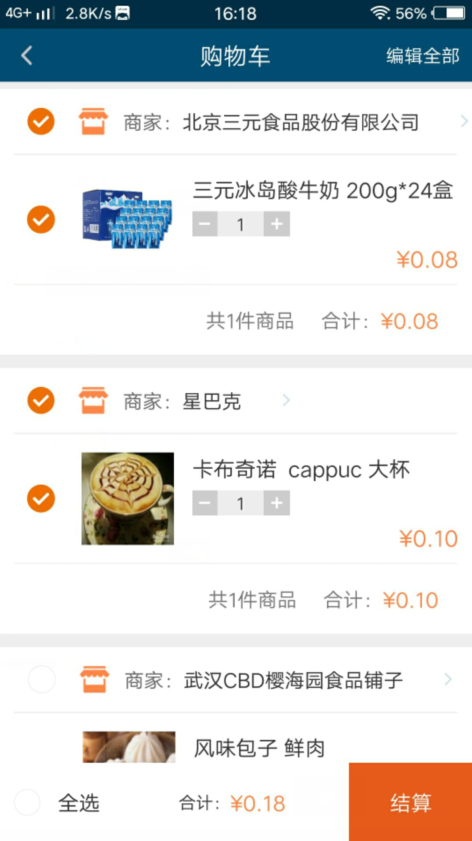 4G+ 2.8K/s 16:18 56%
购物车 编辑全部
商家：北京三元食品股份有限公司
三元冰岛酸牛奶 200g*24盒
1
¥0.08
共1件商品 合计：¥0.08
商家：星巴克
卡布奇诺 cappuc 大杯
1
¥0.10
共1件商品 合计：¥0.10
商家：武汉CBD樱海园食品铺子
风味包子 鲜肉
全选 合计：¥0.18 结算